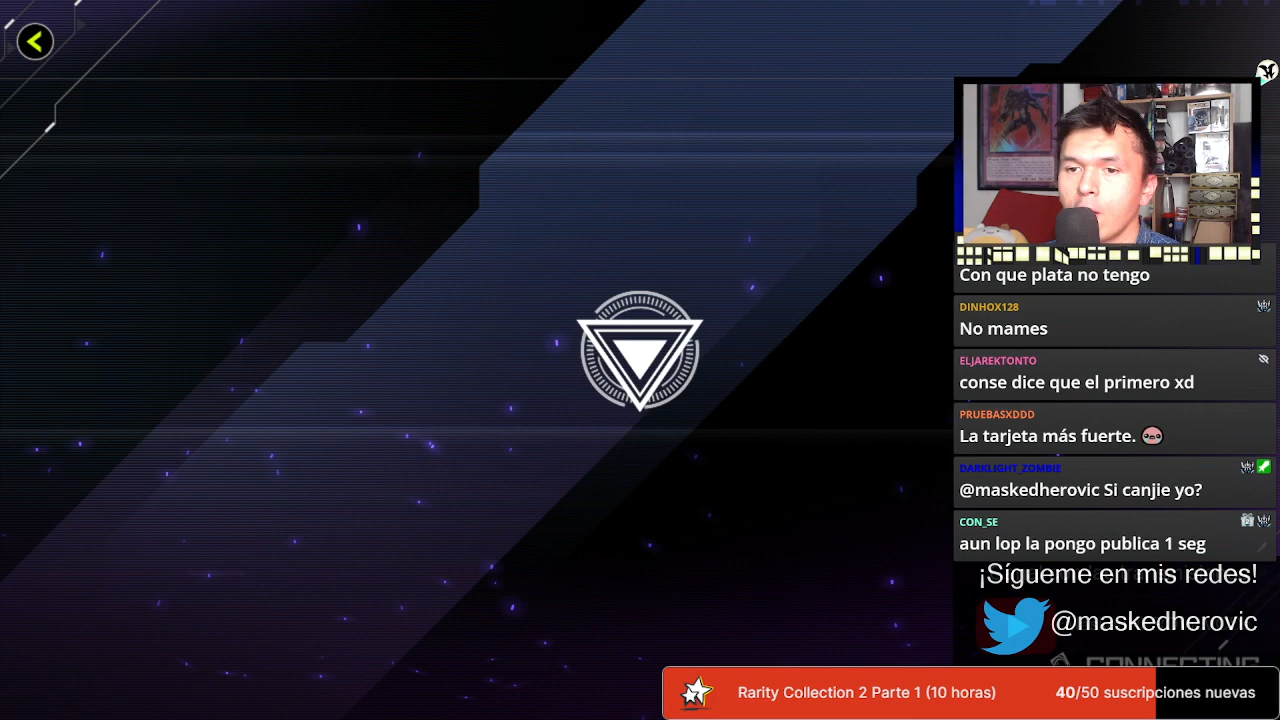 Con que plata no tengo
DINHOX128
No mames
ELJAREKTONTO
conse dice que el primero xd
PRUEBASXDDD
La tarjeta más fuerte.
DARKLIGHT_ZOMBIE
@maskedherovic Si canjie yo?
CON_SE
aun lop la pongo publica 1 seg
¡Sígueme en mis redes!
@maskedherovic
CONNECTING
Rarity Collection 2 Parte 1 (10 horas) 40/50 suscripciones nuevas